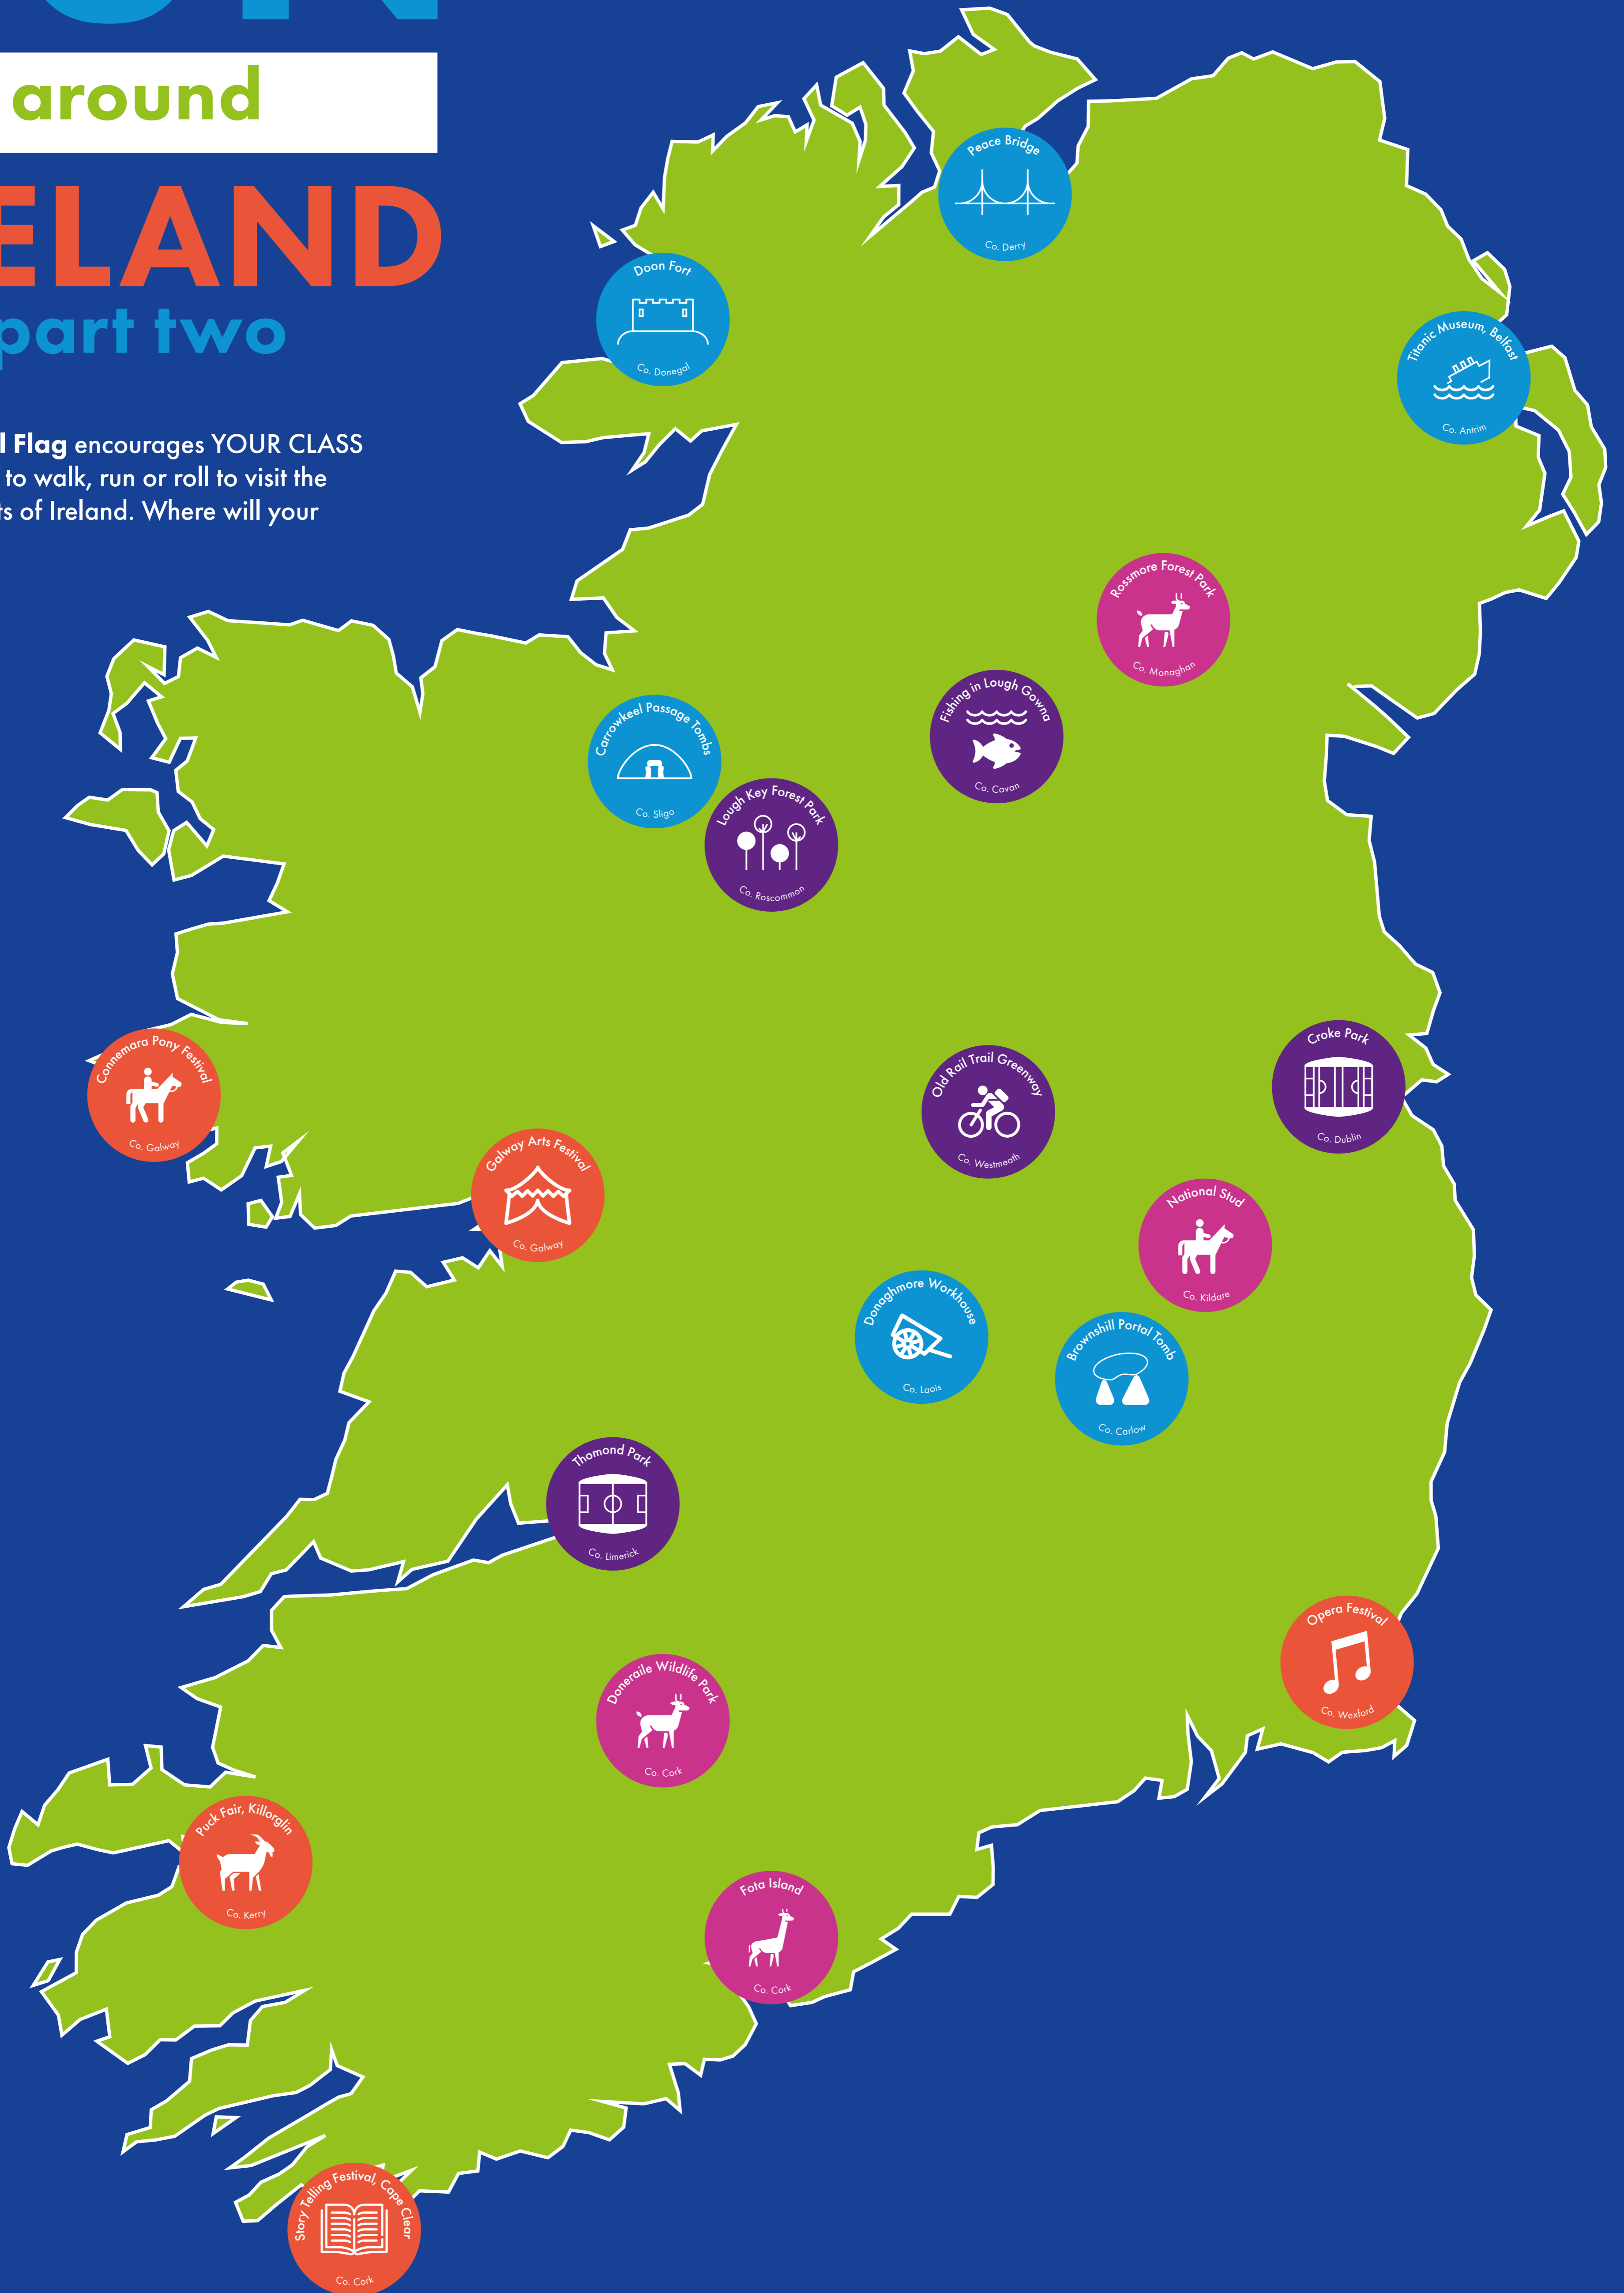 around
ELAND
part two
l Flag encourages YOUR CLASS
to walk, run or roll to visit the
ts of Ireland. Where will your
Peace Bridge
Co. Derry
Doon Fort
Co. Donegal
Titanic Museum, Belfast
Co. Antrim
Rossmore Forest Park
Co. Monaghan
Fishing in Lough Gowna
Co. Cavan
Carrowkeel Passage Tombs
Co. Sligo
Lough Key Forest Park
Co. Roscommon
Connemara Pony Festival
Co. Galway
Croke Park
Co. Dublin
Old Rail Trail Greenway
Co. Westmeath
Galway Arts Festival
Co. Galway
National Stud
Co. Kildare
Donaghmore Workhouse
Co. Laois
Brownshill Portal Tomb
Co. Carlow
Thomond Park
Co. Limerick
Opera Festival
Co. Wexford
Doneraile Wildlife Park
Co. Cork
Puck Fair, Killorglin
Co. Kerry
Fota Island
Co. Cork
Story Telling Festival, Cape Clear
Co. Cork